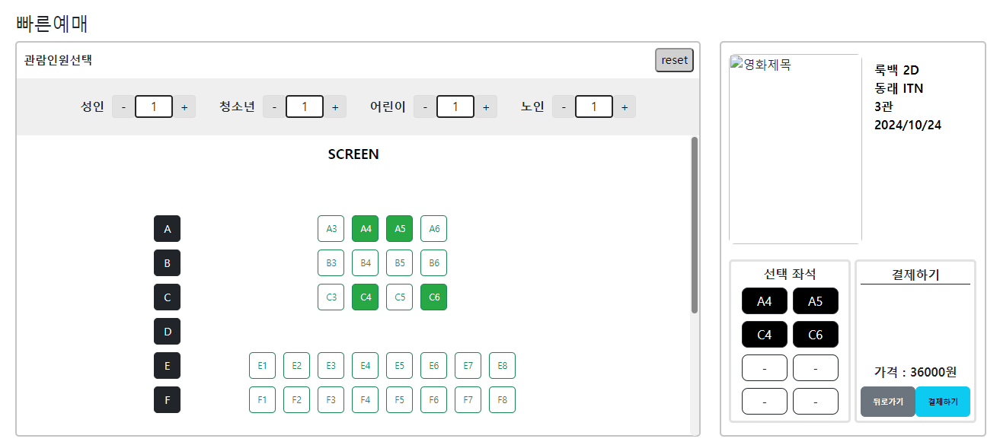 빠른예매
관람인원선택 reset
성인 - 1 + 청소년 - 1 + 어린이 - 1 + 노인 - 1 +
SCREEN
A A3 A4 A5 A6
B B3 B4 B5 B6
C C3 C4 C5 C6
D
E E1 E2 E3 E4 E5 E6 E7 E8
F F1 F2 F3 F4 F5 F6 F7 F8
영화제목
룩백 2D
동래 ITN
3관
2024/10/24
선택 좌석
A4 A5
C4 C6
- -
- -
결제하기
가격 : 36000원
뒤로가기 결제하기